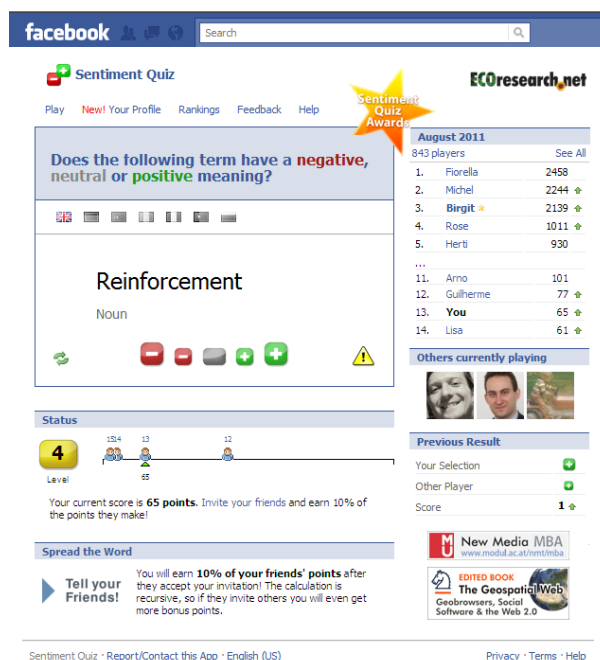 facebook
Search
Sentiment Quiz
ECOresearch.net
Play New! Your Profile Rankings Feedback Help
Sentiment
Quiz
Awards
Does the following term have a negative,
neutral or positive meaning?
Reinforcement
Noun
August 2011
843 players See All
1. Fiorella 2458
2. Michel 2244
3. Birgit 2139
4. Rose 1011
5. Herti 930
...
11. Arno 101
12. Guilherme 77
13. You 65
14. Lisa 61
Others currently playing
Status
4
Level
1514 13 12
65
Your current score is 65 points. Invite your friends and earn 10% of
the points they make!
Previous Result
Your Selection
Other Player
Score 1
Spread the Word
Tell your
Friends!
You will earn 10% of your friends' points after
they accept your invitation! The calculation is
recursive, so if they invite others you will even get
more bonus points.
MU
New Media MBA
www.modul.ac.at/nmt/mba
EDITED BOOK
The Geospatial Web
Geobrowsers, Social
Software & the Web 2.0
Sentiment Quiz · Report/Contact this App · English (US) Privacy · Terms · Help